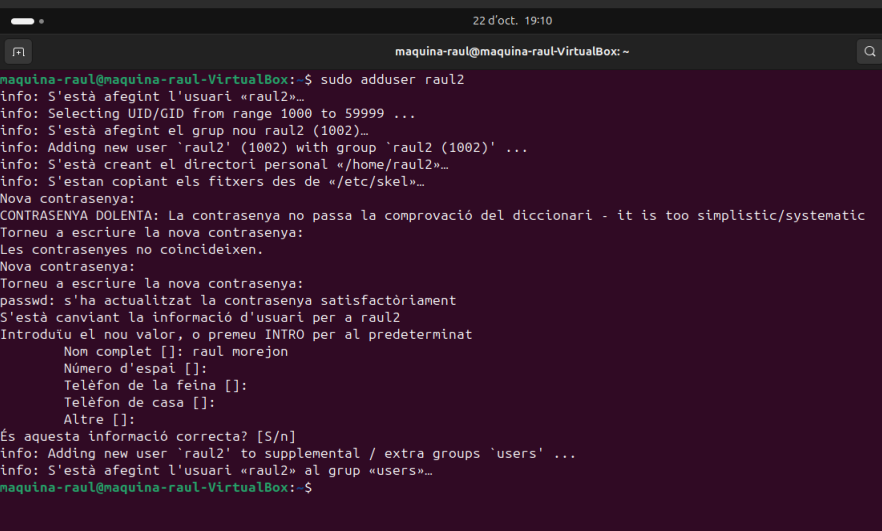 22 d'oct. 19:10
maquina-raul@maquina-raul-VirtualBox: ~
maquina-raul@maquina-raul-VirtualBox:~$ sudo adduser raul2
info: S'està afegint l'usuari «raul2»…
info: Selecting UID/GID from range 1000 to 59999 ...
info: S'està afegint el grup nou raul2 (1002)…
info: Adding new user `raul2' (1002) with group `raul2 (1002)' ...
info: S'està creant el directori personal «/home/raul2»…
info: S'estan copiant els fitxers des de «/etc/skel»…
Nova contrasenya:
CONTRASENYA DOLENTA: La contrasenya no passa la comprovació del diccionari - it is too simplistic/systematic
Torneu a escriure la nova contrasenya:
Les contrasenyes no coincideixen.
Nova contrasenya:
Torneu a escriure la nova contrasenya:
passwd: s'ha actualitzat la contrasenya satisfactòriament
S'està canviant la informació d'usuari per a raul2
Introduïu el nou valor, o premeu INTRO per al predeterminat
        Nom complet []: raul morejon
        Número d'espai []:
        Telèfon de la feina []:
        Telèfon de casa []:
        Altre []:
És aquesta informació correcta? [S/n]
info: Adding new user `raul2' to supplemental / extra groups `users' ...
info: S'està afegint l'usuari «raul2» al grup «users»…
maquina-raul@maquina-raul-VirtualBox:~$